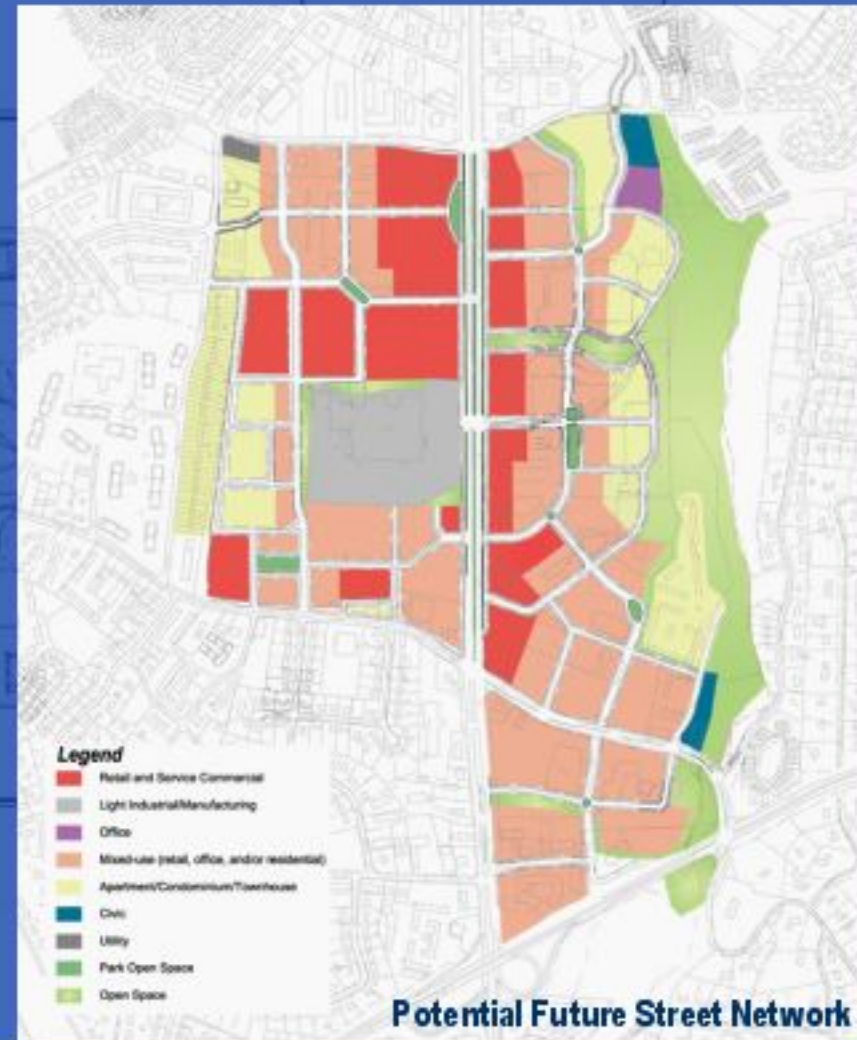 Legend
Retail and Service Commercial
Light Industrial/Manufacturing
Office
Mixed-use (retail, office, and/or residential)
Apartment/Condominium/Townhouse
Civic
Utility
Park Open Space
Open Space
Potential Future Street Network